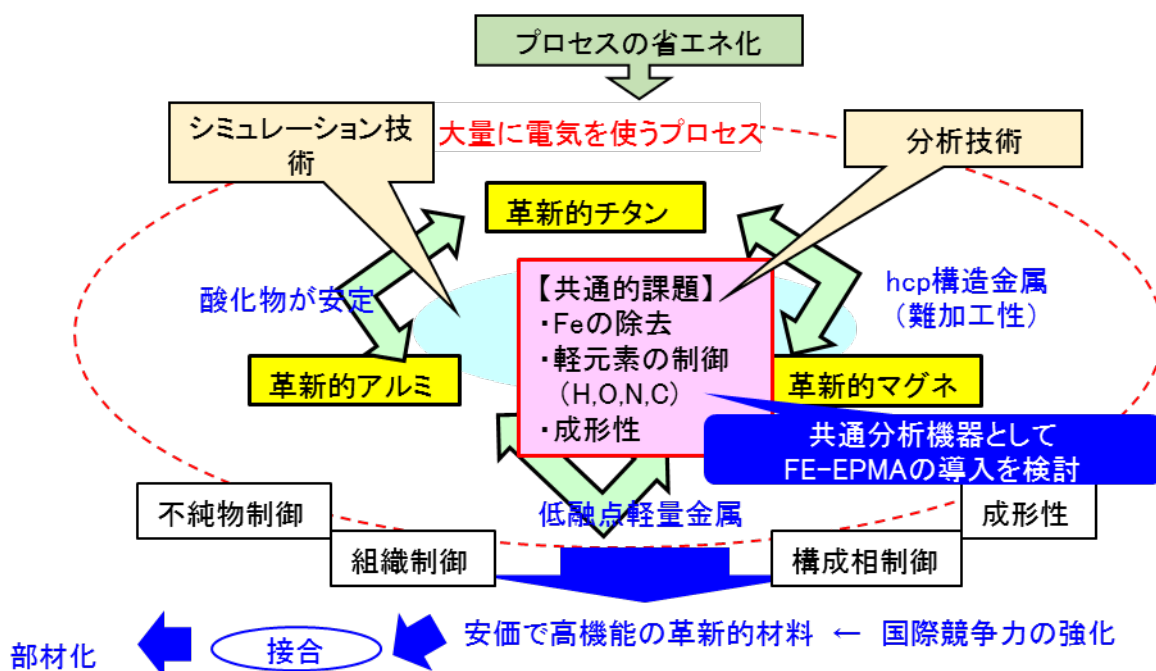 プロセスの省エネ化
シミュレーション技
術
大量に電気を使うプロセス
分析技術
革新的チタン
酸化物が安定
【共通的課題】
・Feの除去
・軽元素の制御
（H,O,N,C）
・成形性
hcp構造金属
（難加工性）
革新的アルミ
革新的マグネ
共通分析機器として
FE-EPMAの導入を検討
不純物制御
低融点軽量金属
成形性
組織制御
構成相制御
安価で高機能の革新的材料 ← 国際競争力の強化
接合
部材化